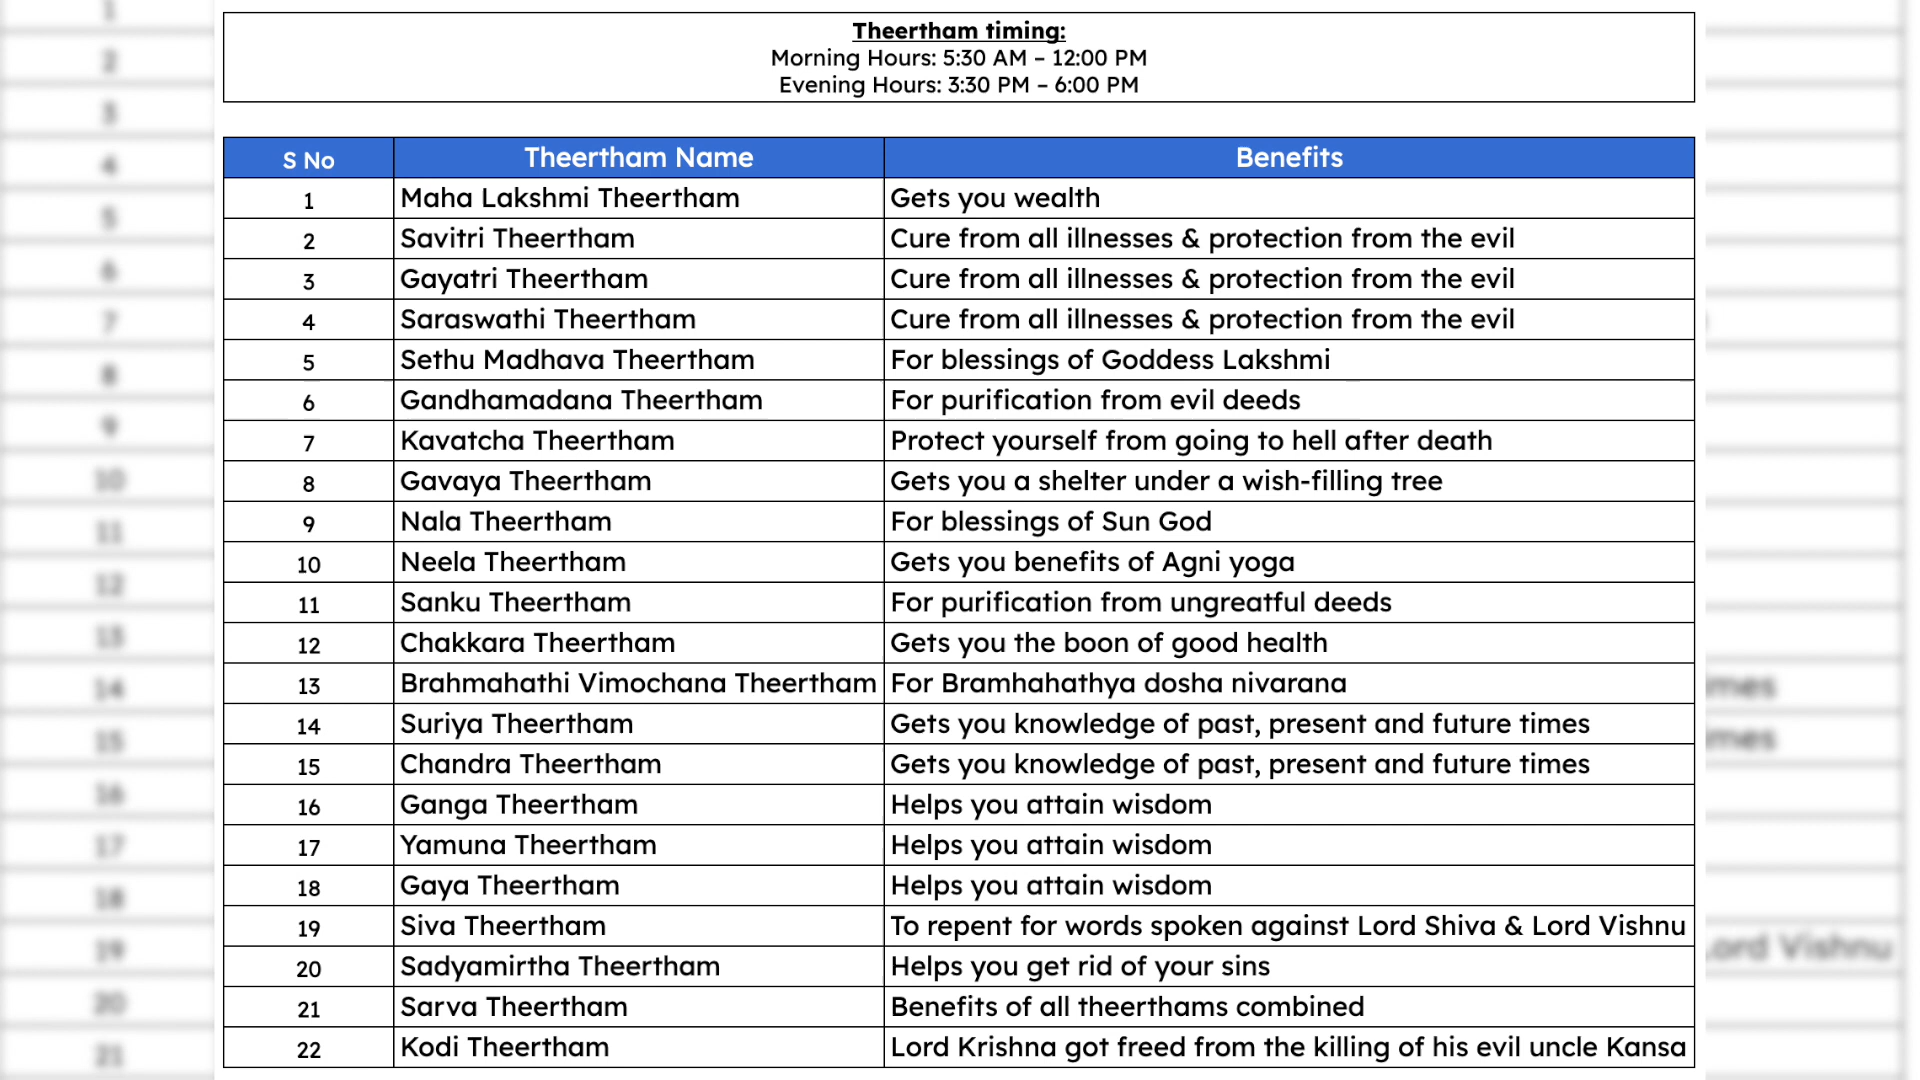 Theertham timing:
Morning Hours: 5:30 AM – 12:00 PM
Evening Hours: 3:30 PM – 6:00 PM
S No Theertham Name Benefits
1 Maha Lakshmi Theertham Gets you wealth
2 Savitri Theertham Cure from all illnesses & protection from the evil
3 Gayatri Theertham Cure from all illnesses & protection from the evil
4 Saraswathi Theertham Cure from all illnesses & protection from the evil
5 Sethu Madhava Theertham For blessings of Goddess Lakshmi
6 Gandhamadana Theertham For purification from evil deeds
7 Kavatcha Theertham Protect yourself from going to hell after death
8 Gavaya Theertham Gets you a shelter under a wish-filling tree
9 Nala Theertham For blessings of Sun God
10 Neela Theertham Gets you benefits of Agni yoga
11 Sanku Theertham For purification from ungreatful deeds
12 Chakkara Theertham Gets you the boon of good health
13 Brahmahathi Vimochana Theertham For Bramhahathya dosha nivarana
14 Suriya Theertham Gets you knowledge of past, present and future times
15 Chandra Theertham Gets you knowledge of past, present and future times
16 Ganga Theertham Helps you attain wisdom
17 Yamuna Theertham Helps you attain wisdom
18 Gaya Theertham Helps you attain wisdom
19 Siva Theertham To repent for words spoken against Lord Shiva & Lord Vishnu
20 Sadyamirtha Theertham Helps you get rid of your sins
21 Sarva Theertham Benefits of all theerthams combined
22 Kodi Theertham Lord Krishna got freed from the killing of his evil uncle Kansa